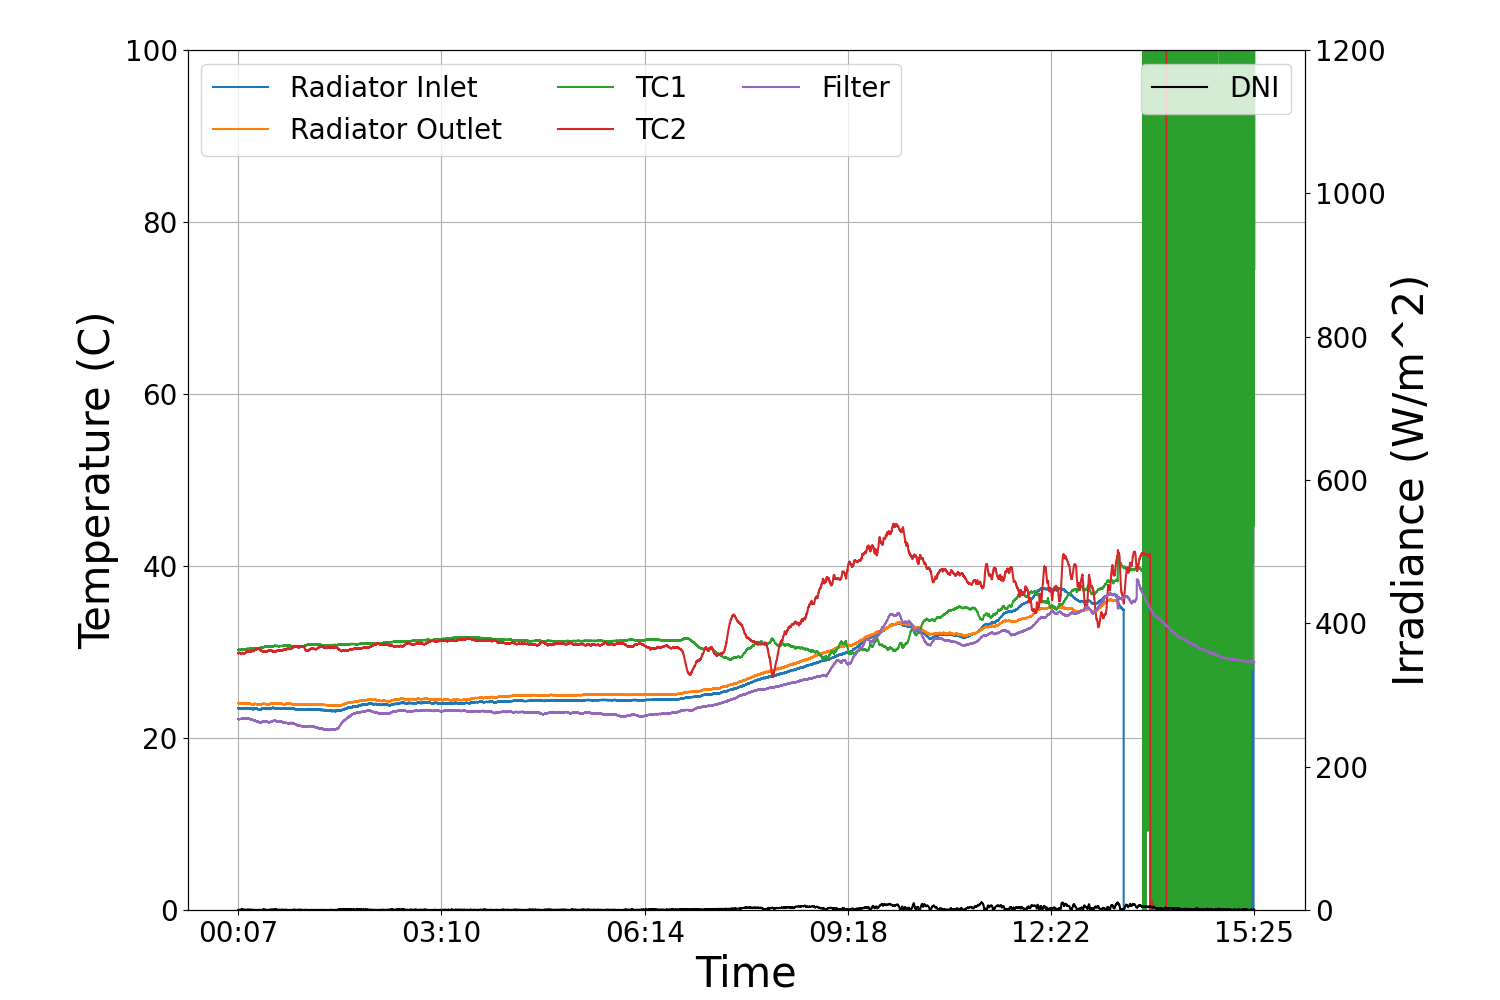 Radiator Inlet
Radiator Outlet
TC1
TC2
Filter
DNI
Temperature (C)
100
80
60
40
20
0
Irradiance (W/m^2)
1200
1000
800
600
400
200
0
00:07 03:10 06:14 09:18 12:22 15:25
Time